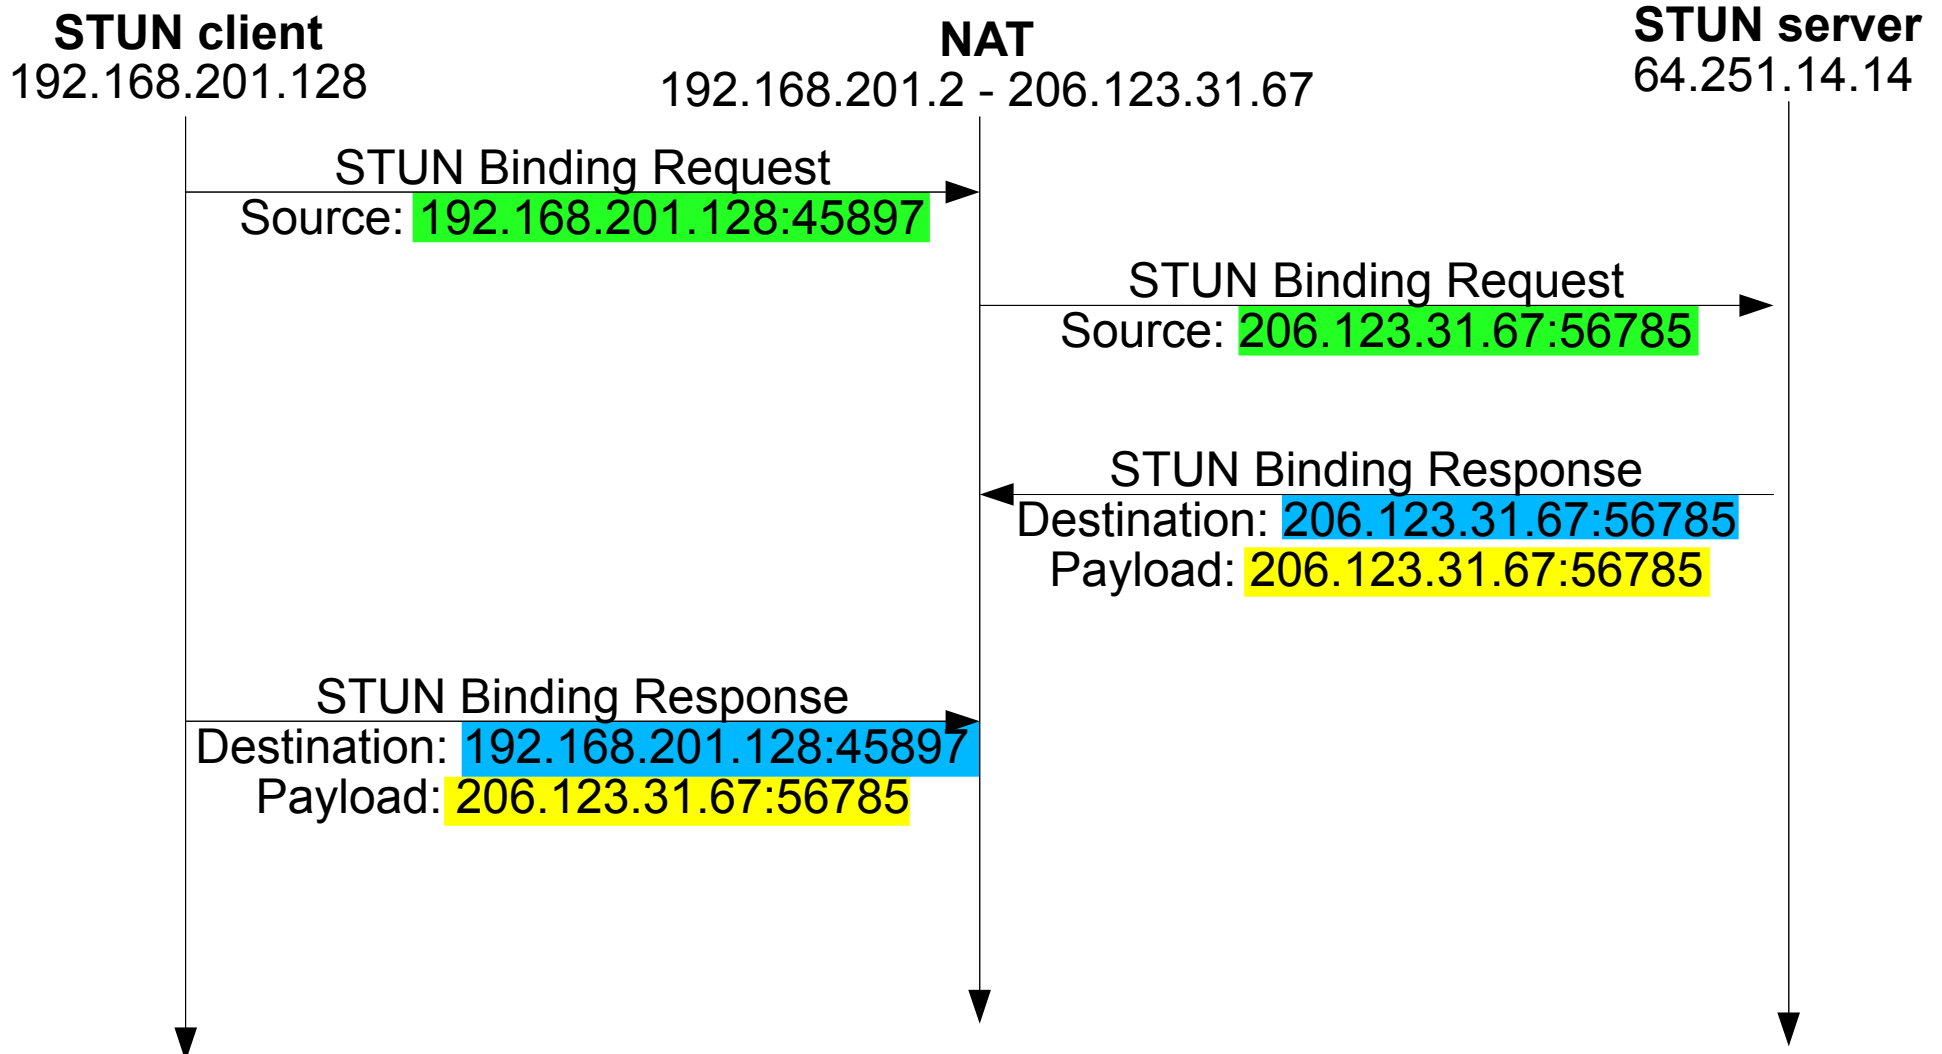 STUN client
192.168.201.128
NAT
192.168.201.2 - 206.123.31.67
STUN server
64.251.14.14
STUN Binding Request
Source: 192.168.201.128:45897
STUN Binding Request
Source: 206.123.31.67:56785
STUN Binding Response
Destination: 206.123.31.67:56785
Payload: 206.123.31.67:56785
STUN Binding Response
Destination: 192.168.201.128:45897
Payload: 206.123.31.67:56785